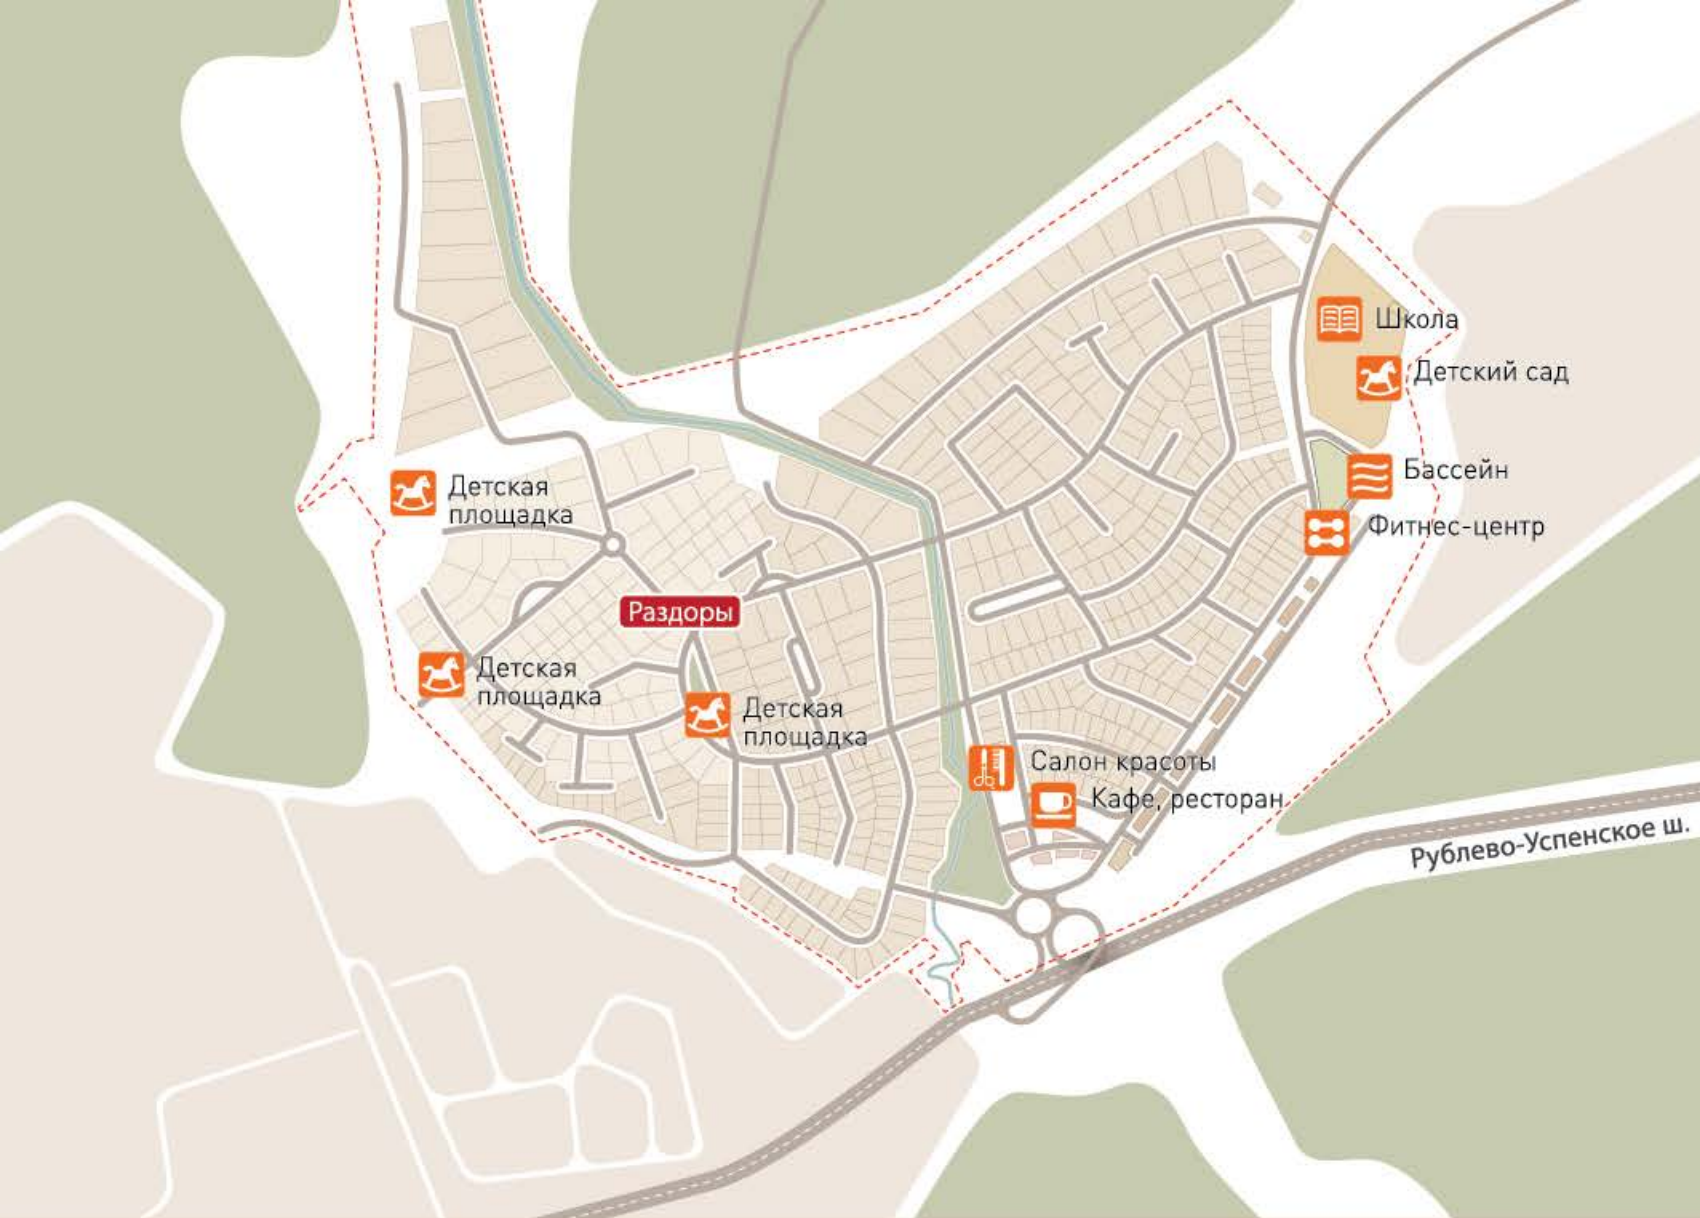 Школа
Детский сад
Бассейн
Детская
площадка
Фитнес-центр
Раздоры
Детская
площадка
Детская
площадка
Салон красоты
Кафе, ресторан
Рублево-Успенское ш.